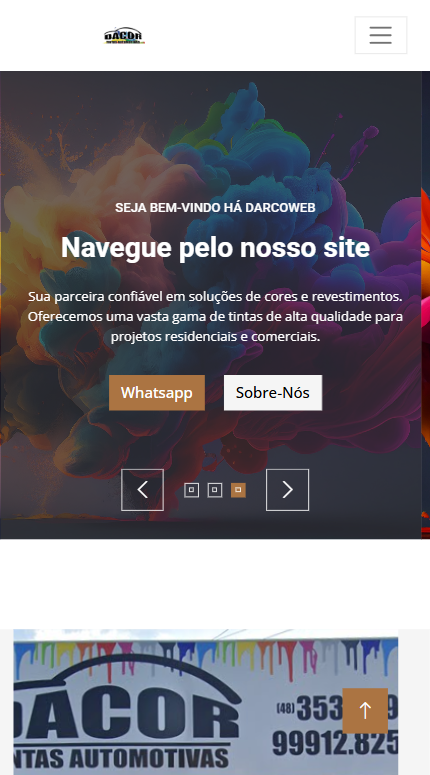 DACOR
SEJA BEM-VINDO HÁ DARCOWEB
Navegue pelo nosso site
Sua parceira confiável em soluções de cores e revestimentos.
Oferecemos uma vasta gama de tintas de alta qualidade para
projetos residenciais e comerciais.
Whatsapp
Sobre-Nós
DACOR
NTAS AUTOMOTIVAS
(48)353
99912.825